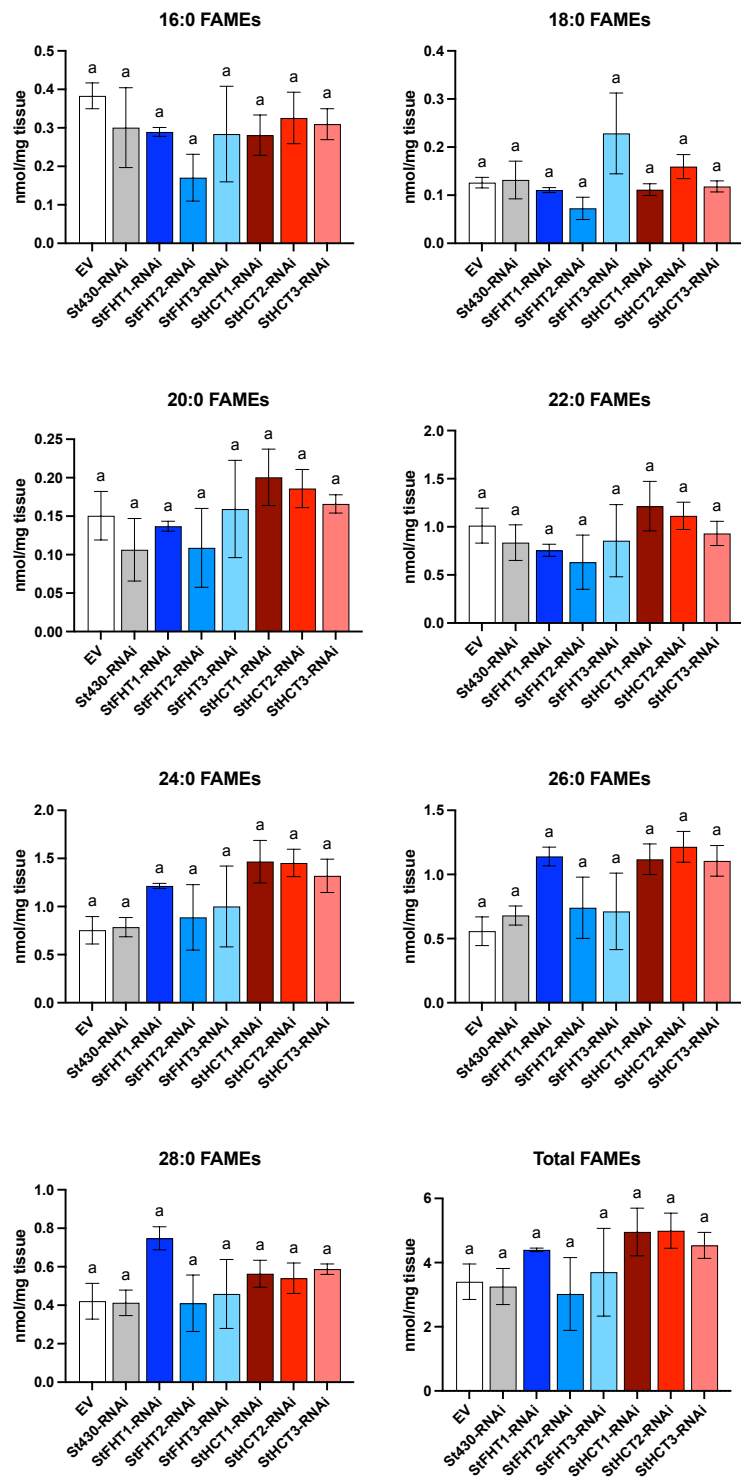 16:0 FAMEs
nmol/mg tissue
0.5
0.4
0.3
0.2
0.1
0.0
a a a a a a a a
EV
St430-RNAi
StFHT1-RNAi
StFHT2-RNAi
StFHT3-RNAi
StHCT1-RNAi
StHCT2-RNAi
StHCT3-RNAi
18:0 FAMEs
nmol/mg tissue
0.4
0.3
0.2
0.1
0.0
a a a a a a a a
EV
St430-RNAi
StFHT1-RNAi
StFHT2-RNAi
StFHT3-RNAi
StHCT1-RNAi
StHCT2-RNAi
StHCT3-RNAi
20:0 FAMEs
nmol/mg tissue
0.25
0.20
0.15
0.10
0.05
0.00
a a a a a a a a
EV
St430-RNAi
StFHT1-RNAi
StFHT2-RNAi
StFHT3-RNAi
StHCT1-RNAi
StHCT2-RNAi
StHCT3-RNAi
22:0 FAMEs
nmol/mg tissue
2.0
1.5
1.0
0.5
0.0
a a a a a a a a
EV
St430-RNAi
StFHT1-RNAi
StFHT2-RNAi
StFHT3-RNAi
StHCT1-RNAi
StHCT2-RNAi
StHCT3-RNAi
24:0 FAMEs
nmol/mg tissue
2.0
1.5
1.0
0.5
0.0
a a a a a a a a
EV
St430-RNAi
StFHT1-RNAi
StFHT2-RNAi
StFHT3-RNAi
StHCT1-RNAi
StHCT2-RNAi
StHCT3-RNAi
26:0 FAMEs
nmol/mg tissue
1.5
1.0
0.5
0.0
a a a a a a a a
EV
St430-RNAi
StFHT1-RNAi
StFHT2-RNAi
StFHT3-RNAi
StHCT1-RNAi
StHCT2-RNAi
StHCT3-RNAi
28:0 FAMEs
nmol/mg tissue
1.0
0.8
0.6
0.4
0.2
0.0
a a a a a a a a
EV
St430-RNAi
StFHT1-RNAi
StFHT2-RNAi
StFHT3-RNAi
StHCT1-RNAi
StHCT2-RNAi
StHCT3-RNAi
Total FAMEs
nmol/mg tissue
6
4
2
0
a a a a a a a a
EV
St430-RNAi
StFHT1-RNAi
StFHT2-RNAi
StFHT3-RNAi
StHCT1-RNAi
StHCT2-RNAi
StHCT3-RNAi